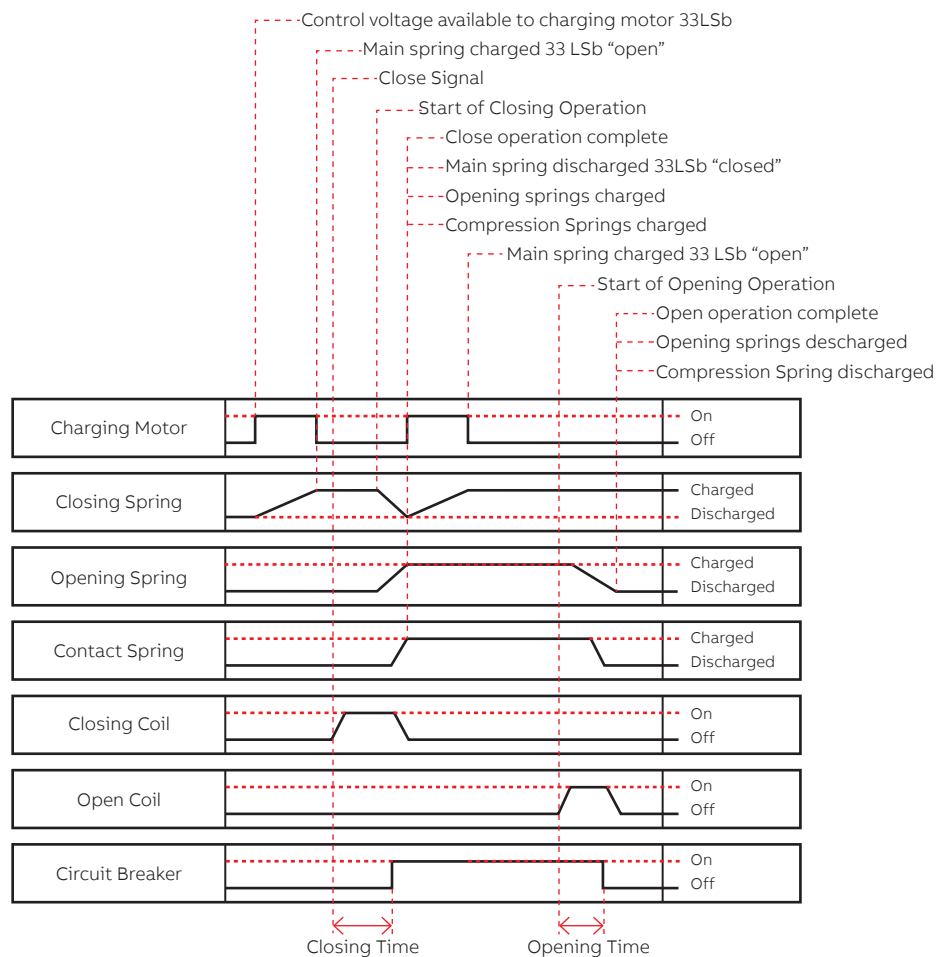 Control voltage available to charging motor 33LSb
Main spring charged 33 LSb “open”
Close Signal
Start of Closing Operation
Close operation complete
Main spring discharged 33LSb “closed”
Opening springs charged
Compression Springs charged
Main spring charged 33 LSb “open”
Start of Opening Operation
Open operation complete
Opening springs descharged
Compression Spring discharged
Charging Motor
On
Off
Closing Spring
Charged
Discharged
Opening Spring
Charged
Discharged
Contact Spring
Charged
Discharged
Closing Coil
On
Off
Open Coil
On
Off
Circuit Breaker
On
Off
Closing Time
Opening Time